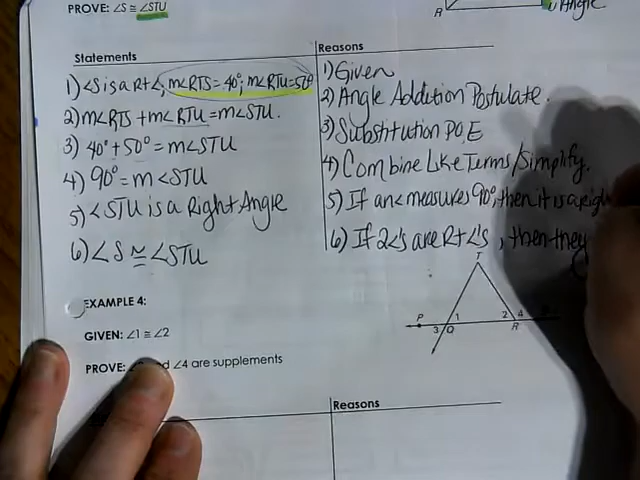 PROVE: ∠S ≅ ∠STU
R
U Angle
Statements
Reasons
1) ∠S is a Rt ∠, m∠RTS = 40°; m∠RTU = 50°
1) Given
2) m∠RTS + m∠RTU = m∠STU.
2) Angle Addition Postulate.
3) 40° + 50° = m∠STU
3) Substitution POE
4) 90° = m∠STU
4) Combine Like Terms/Simplify.
5) ∠STU is a Right Angle
5) If an ∠ measures 90°, then it is a righ
6) ∠S ≅ ∠STU
6) If 2 ∠'s are Rt ∠'s, then they
EXAMPLE 4:
GIVEN: ∠1 ≅ ∠2
PROVE: and ∠4 are supplements
T
P
3
Q
1
2
4
R
Reasons